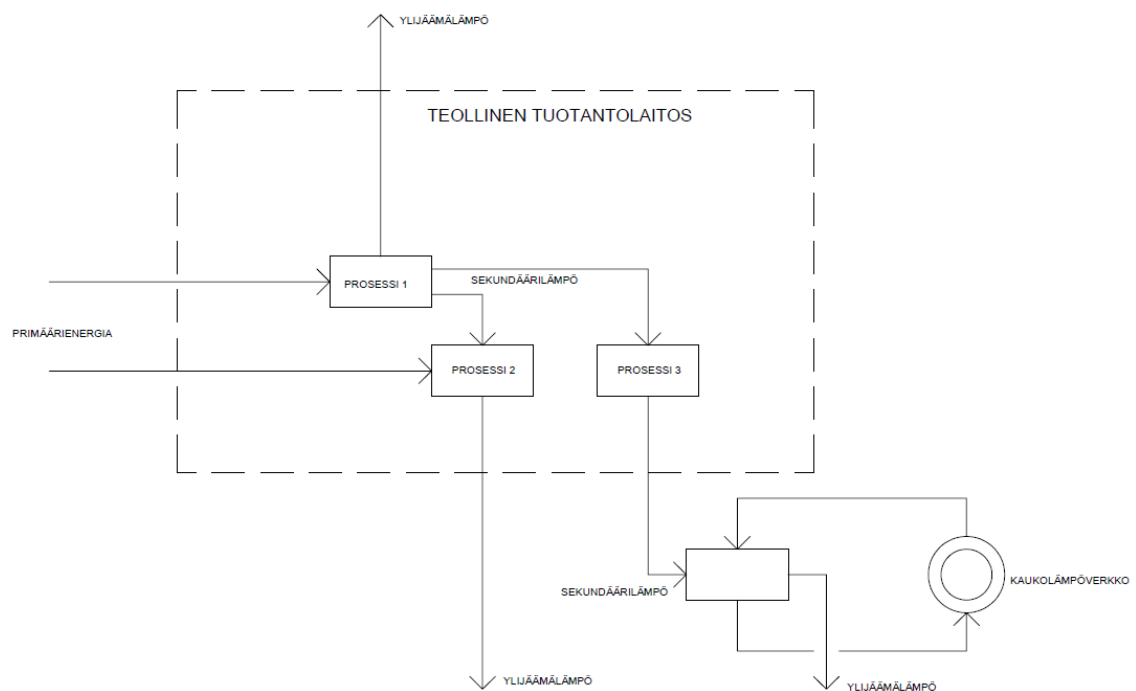 YLIJÄÄMÄLÄMPÖ
TEOLLINEN TUOTANTOLAITOS
PROSESSI 1
SEKUNDÄÄRILÄMPÖ
PRIMÄÄRIENERGIA
PROSESSI 2
PROSESSI 3
SEKUNDÄÄRILÄMPÖ
KAUKOLÄMPÖVERKKO
YLIJÄÄMÄLÄMPÖ
YLIJÄÄMÄLÄMPÖ